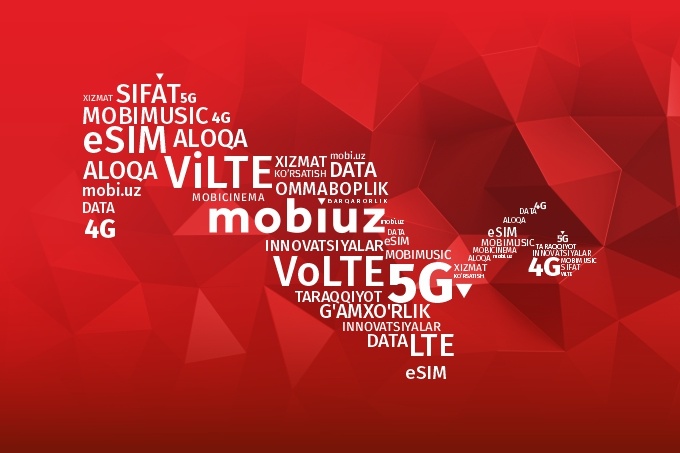 XIZMAT SIFAT 5G
MOBIMUSIC 4G
eSIM ALOQA
ALOQA ViLTE XIZMAT mobi.uz
KO'RSATISH DATA
mobi.uz MOBICINEMA OMMABOPLIK
DATA BARQARORLIK
4G mobiuz mobi.uz
DATA
INNOVATSIYALAR eSIM
VoLTE MOBIMUSIC
5G XIZMAT
KO'RSATISH
TARAQQIYOT
G'AMXO'RLIK
INNOVATSIYALAR
DATA LTE
eSIM
DATA 4G
ALOQA
eSIM
MOBIMUSIC
MOBICINEMA
ALOQA mobi.uz
5G
TARAQQIYOT
INNOVATSIYALAR
4G MOBIMUSIC
SIFAT
ViLTE